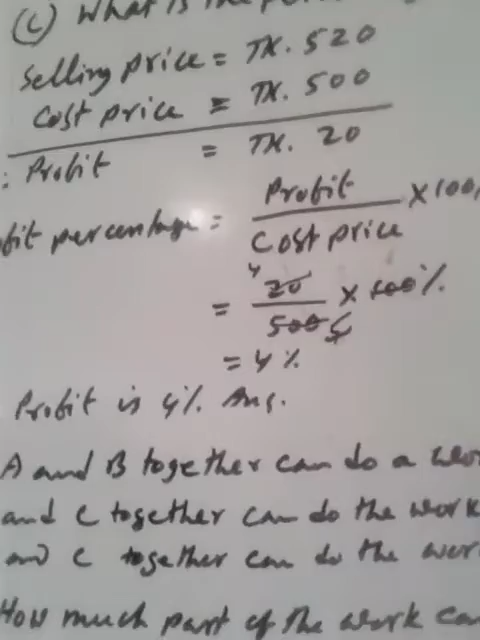 (c) What is the
Selling price = TK. 520
Cost price = TK. 500
: Profit = TK. 20
fit percentage = Profit / Cost price × 100
= 20 / 500 × 100%
4 5
= 4%
Profit is 4% Ans.
A and B together can do a
and C together can do the work
and C together can do the
How much part of the work can